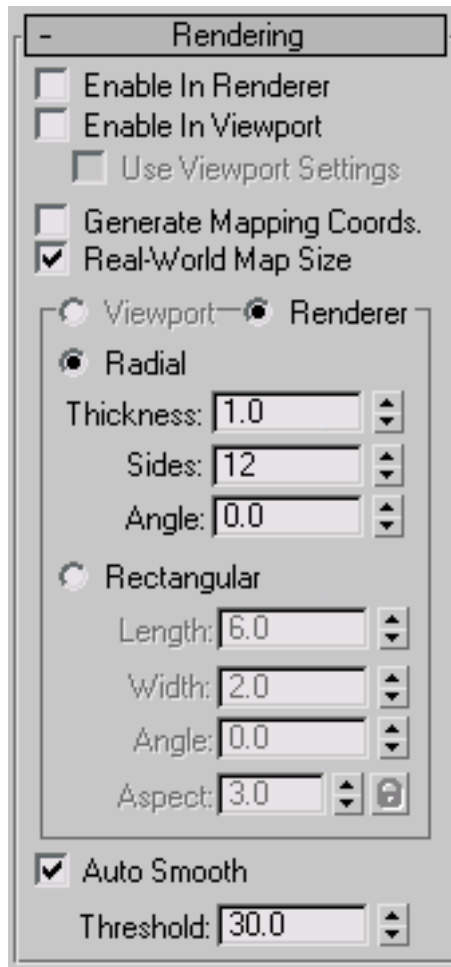 - Rendering
Enable In Renderer
Enable In Viewport
Use Viewport Settings
Generate Mapping Coords.
Real-World Map Size
Viewport Renderer
Radial
Thickness: 1.0
Sides: 12
Angle: 0.0
Rectangular
Length: 6.0
Width: 2.0
Angle: 0.0
Aspect: 3.0
Auto Smooth
Threshold: 30.0